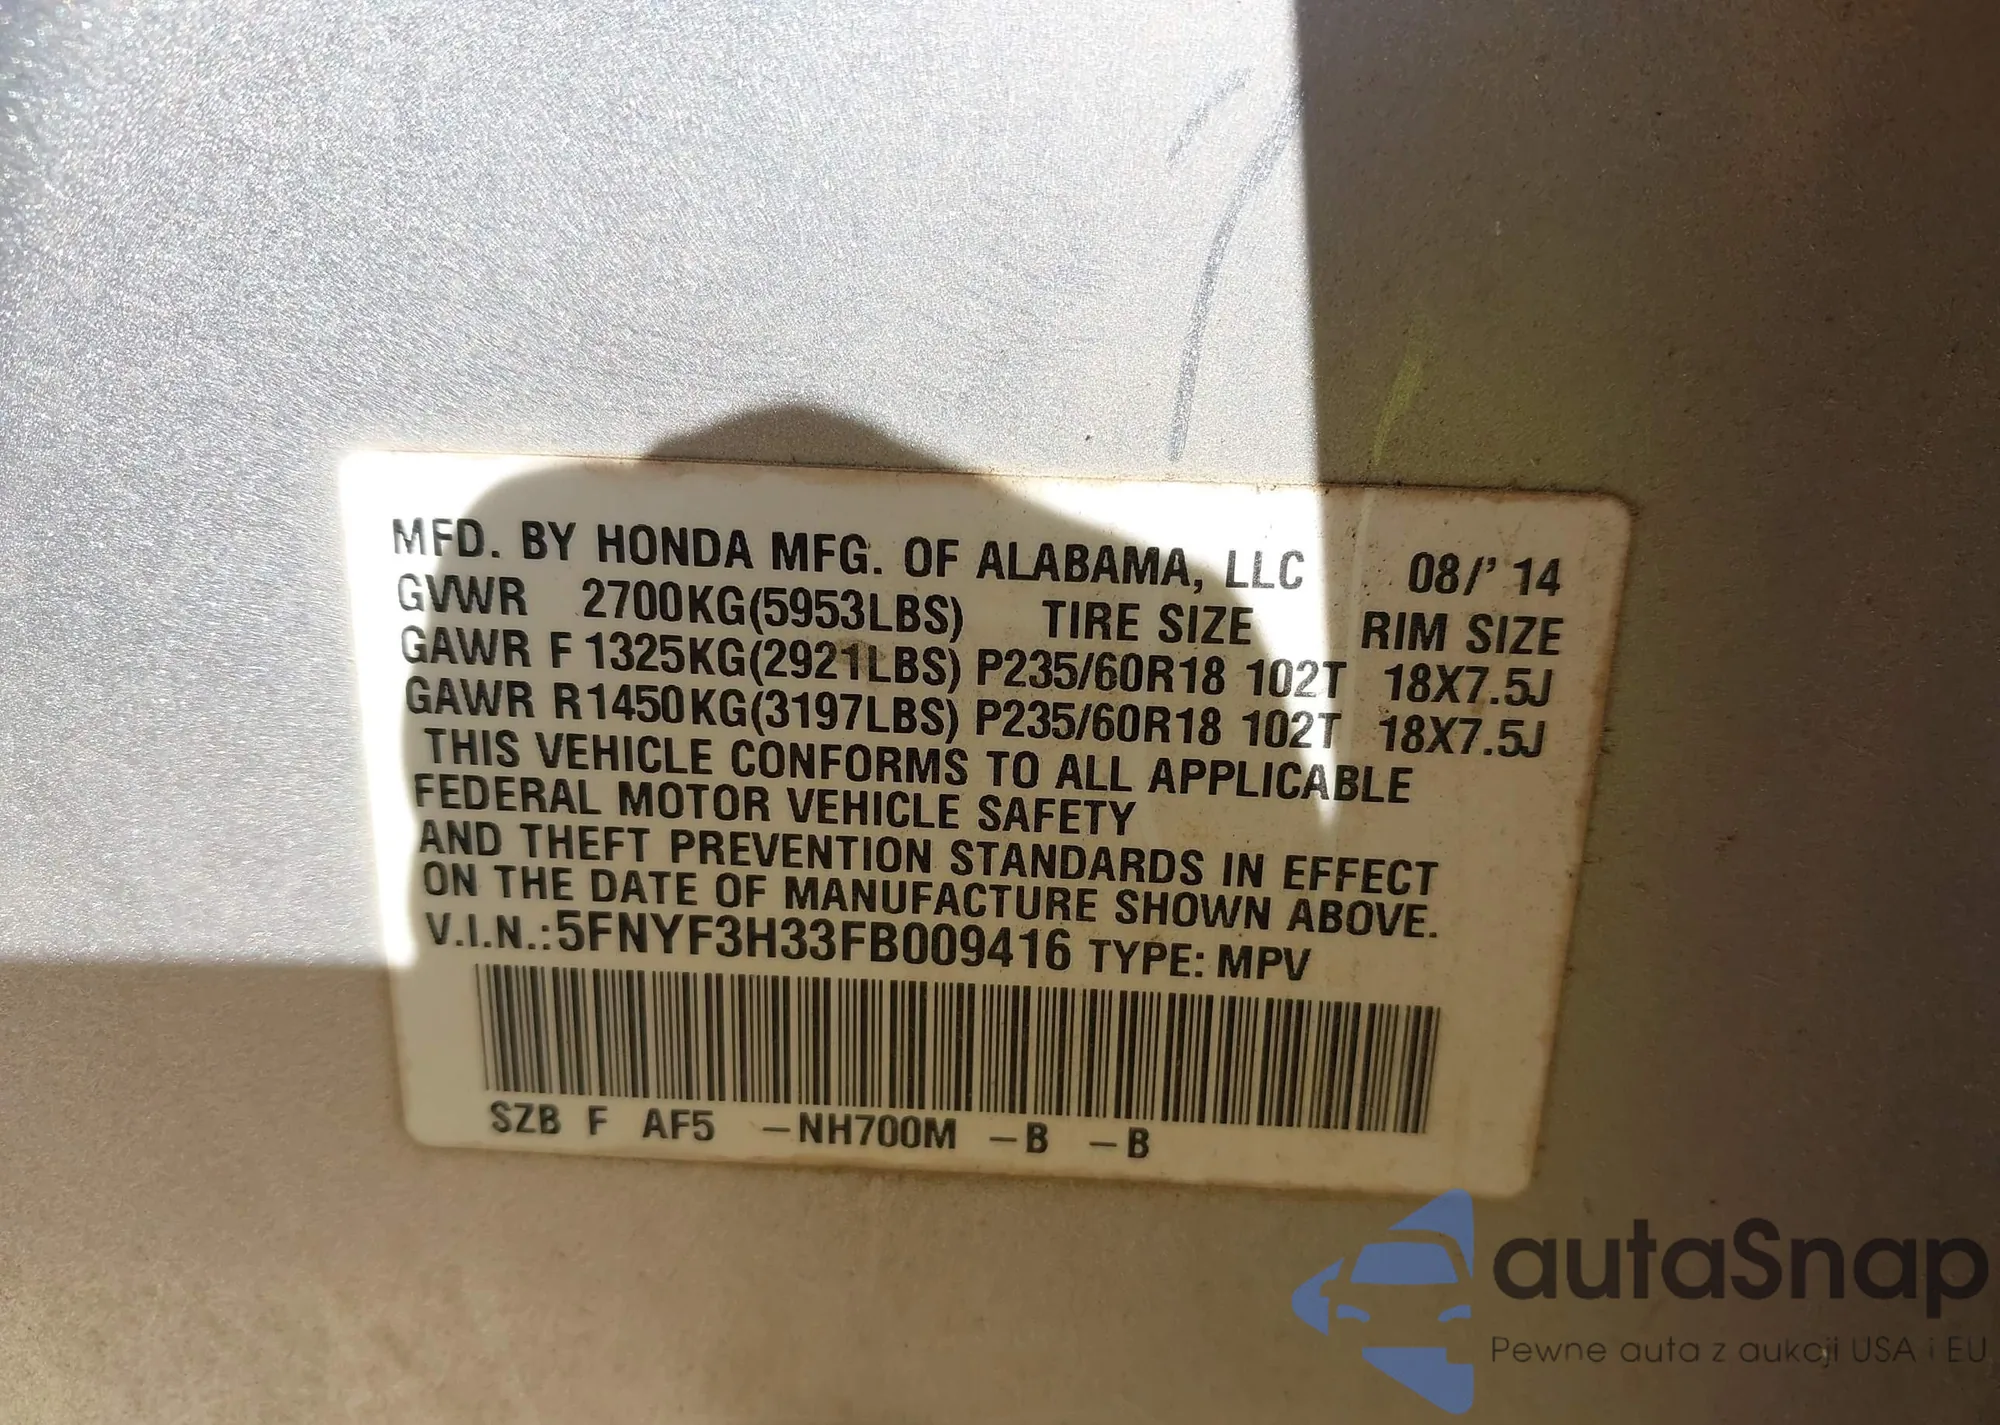 MFD. BY HONDA MFG. OF ALABAMA, LLC 08/' 14
GVWR 2700KG(5953LBS) TIRE SIZE RIM SIZE
GAWR F 1325KG(2921LBS) P235/60R18 102T 18X7.5J
GAWR R1450KG(3197LBS) P235/60R18 102T 18X7.5J
THIS VEHICLE CONFORMS TO ALL APPLICABLE
FEDERAL MOTOR VEHICLE SAFETY
AND THEFT PREVENTION STANDARDS IN EFFECT
ON THE DATE OF MANUFACTURE SHOWN ABOVE.
V.I.N.:5FNYF3H33FB009416 TYPE: MPV
SZB F AF5 –NH700M –B –B
autaSnap
Pewne auta z aukcji USA i EU